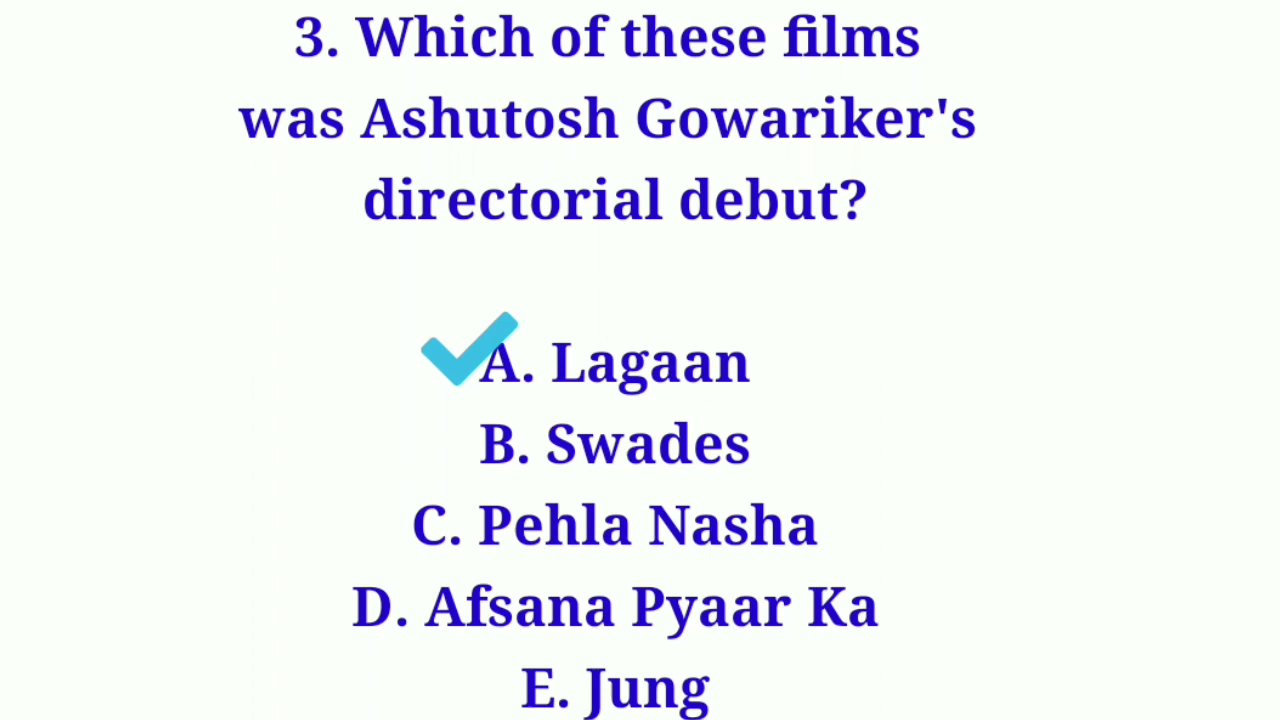 3. Which of these films
was Ashutosh Gowariker's
directorial debut?
A. Lagaan
B. Swades
C. Pehla Nasha
D. Afsana Pyaar Ka
E. Jung